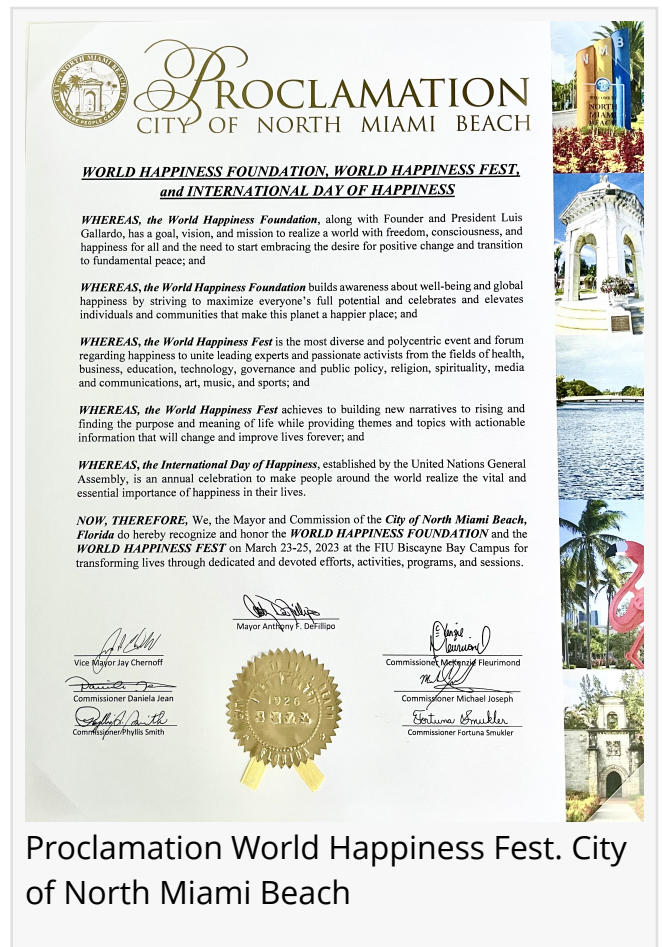 PROCLAMATION
CITY OF NORTH MIAMI BEACH
WORLD HAPPINESS FOUNDATION, WORLD HAPPINESS FEST,
and INTERNATIONAL DAY OF HAPPINESS
WHEREAS, the World Happiness Foundation, along with Founder and President Luis
Gallardo, has a goal, vision, and mission to realize a world with freedom, consciousness, and
happiness for all and the need to start embracing the desire for positive change and transition
to fundamental peace; and
WHEREAS, the World Happiness Foundation builds awareness about well-being and global
happiness by striving to maximize everyone's full potential and celebrates and elevates
individuals and communities that make this planet a happier place; and
WHEREAS, the World Happiness Fest is the most diverse and polycentric event and forum
regarding happiness to unite leading experts and passionate activists from the fields of health,
business, education, technology, governance and public policy, religion, spirituality, media
and communications, art, music, and sports; and
WHEREAS, the World Happiness Fest achieves to building new narratives to rising and
finding the purpose and meaning of life while providing themes and topics with actionable
information that will change and improve lives forever; and
WHEREAS, the International Day of Happiness, established by the United Nations General
Assembly, is an annual celebration to make people around the world realize the vital and
essential importance of happiness in their lives.
NOW, THEREFORE, We, the Mayor and Commission of the City of North Miami Beach,
Florida do hereby recognize and honor the WORLD HAPPINESS FOUNDATION and the
WORLD HAPPINESS FEST on March 23-25, 2023 at the FIU Biscayne Bay Campus for
transforming lives through dedicated and devoted efforts, activities, programs, and sessions.
Mayor Anthony F. DeFillipo
Vice Mayor Jay Chernoff
Commissioner McKenzie Fleurimond
Commissioner Daniela Jean
Commissioner Michael Joseph
Commissioner Phyllis Smith
Fortuna Smukler
Commissioner Fortuna Smukler
1926
NMB
NORTH
MIAMI
BEACH
Proclamation World Happiness Fest. City
of North Miami Beach